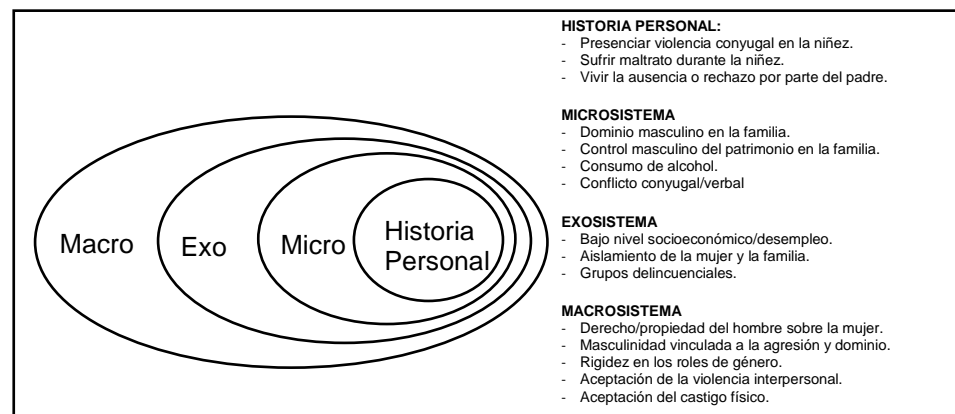 Macro
Exo
Micro
Historia
Personal
HISTORIA PERSONAL:
- Presenciar violencia conyugal en la niñez.
- Sufrir maltrato durante la niñez.
- Vivir la ausencia o rechazo por parte del padre.
MICROSISTEMA
- Dominio masculino en la familia.
- Control masculino del patrimonio en la familia.
- Consumo de alcohol.
- Conflicto conyugal/verbal
EXOSISTEMA
- Bajo nivel socioeconómico/desempleo.
- Aislamiento de la mujer y la familia.
- Grupos delincuenciales.
MACROSISTEMA
- Derecho/propiedad del hombre sobre la mujer.
- Masculinidad vinculada a la agresión y dominio.
- Rigidez en los roles de género.
- Aceptación de la violencia interpersonal.
- Aceptación del castigo físico.